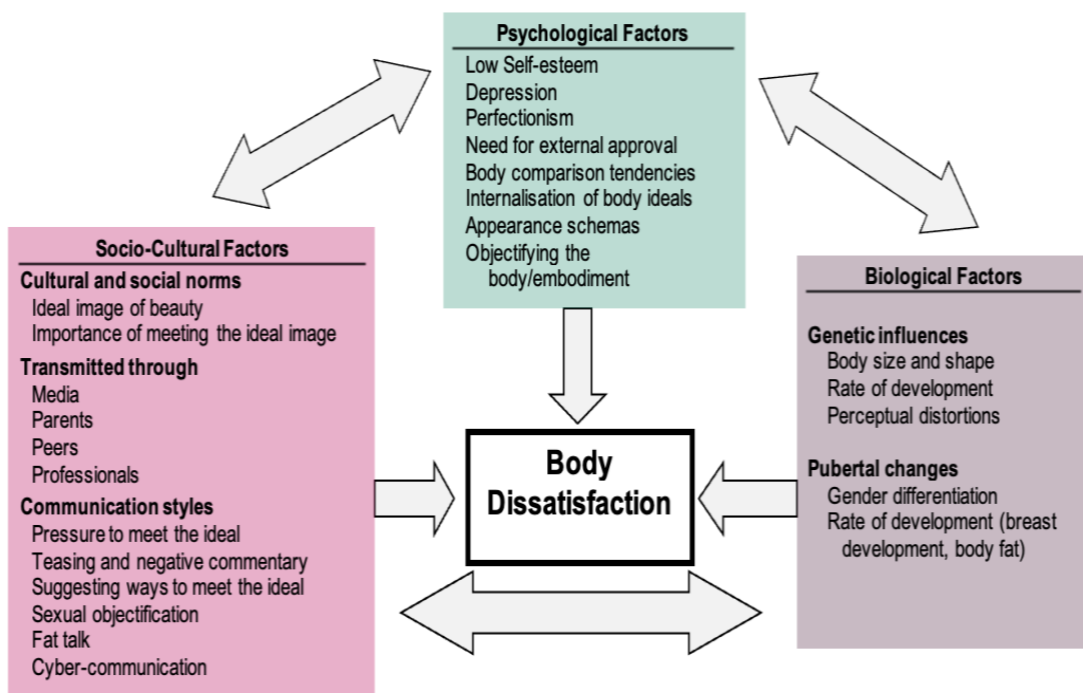 Psychological Factors
Low Self-esteem
Depression
Perfectionism
Need for external approval
Body comparison tendencies
Internalisation of body ideals
Appearance schemas
Objectifying the
body/embodiment
Socio-Cultural Factors
Cultural and social norms
Ideal image of beauty
Importance of meeting the ideal image
Transmitted through
Media
Parents
Peers
Professionals
Communication styles
Pressure to meet the ideal
Teasing and negative commentary
Suggesting ways to meet the ideal
Sexual objectification
Fat talk
Cyber-communication
Body
Dissatisfaction
Biological Factors
Genetic influences
Body size and shape
Rate of development
Perceptual distortions
Pubertal changes
Gender differentiation
Rate of development (breast
development, body fat)